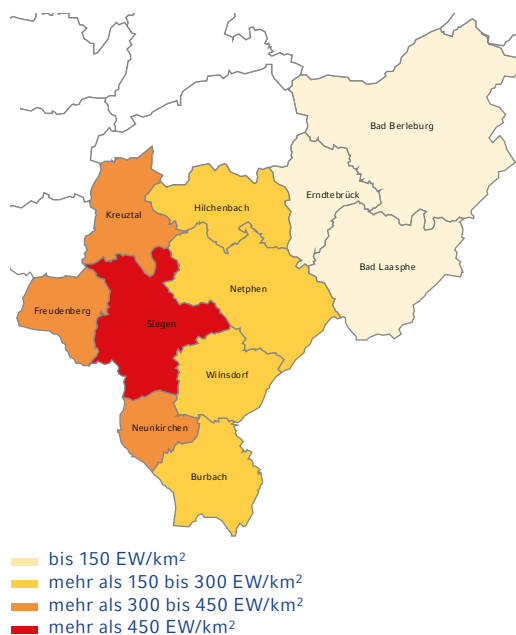 Bad Berleburg
Erndtebrück
Hilchenbach
Kreuztal
Bad Laasphe
Netphen
Freudenberg
Siegen
Wilnsdorf
Neunkirchen
Burbach
bis 150 EW/km²
mehr als 150 bis 300 EW/km²
mehr als 300 bis 450 EW/km²
mehr als 450 EW/km²